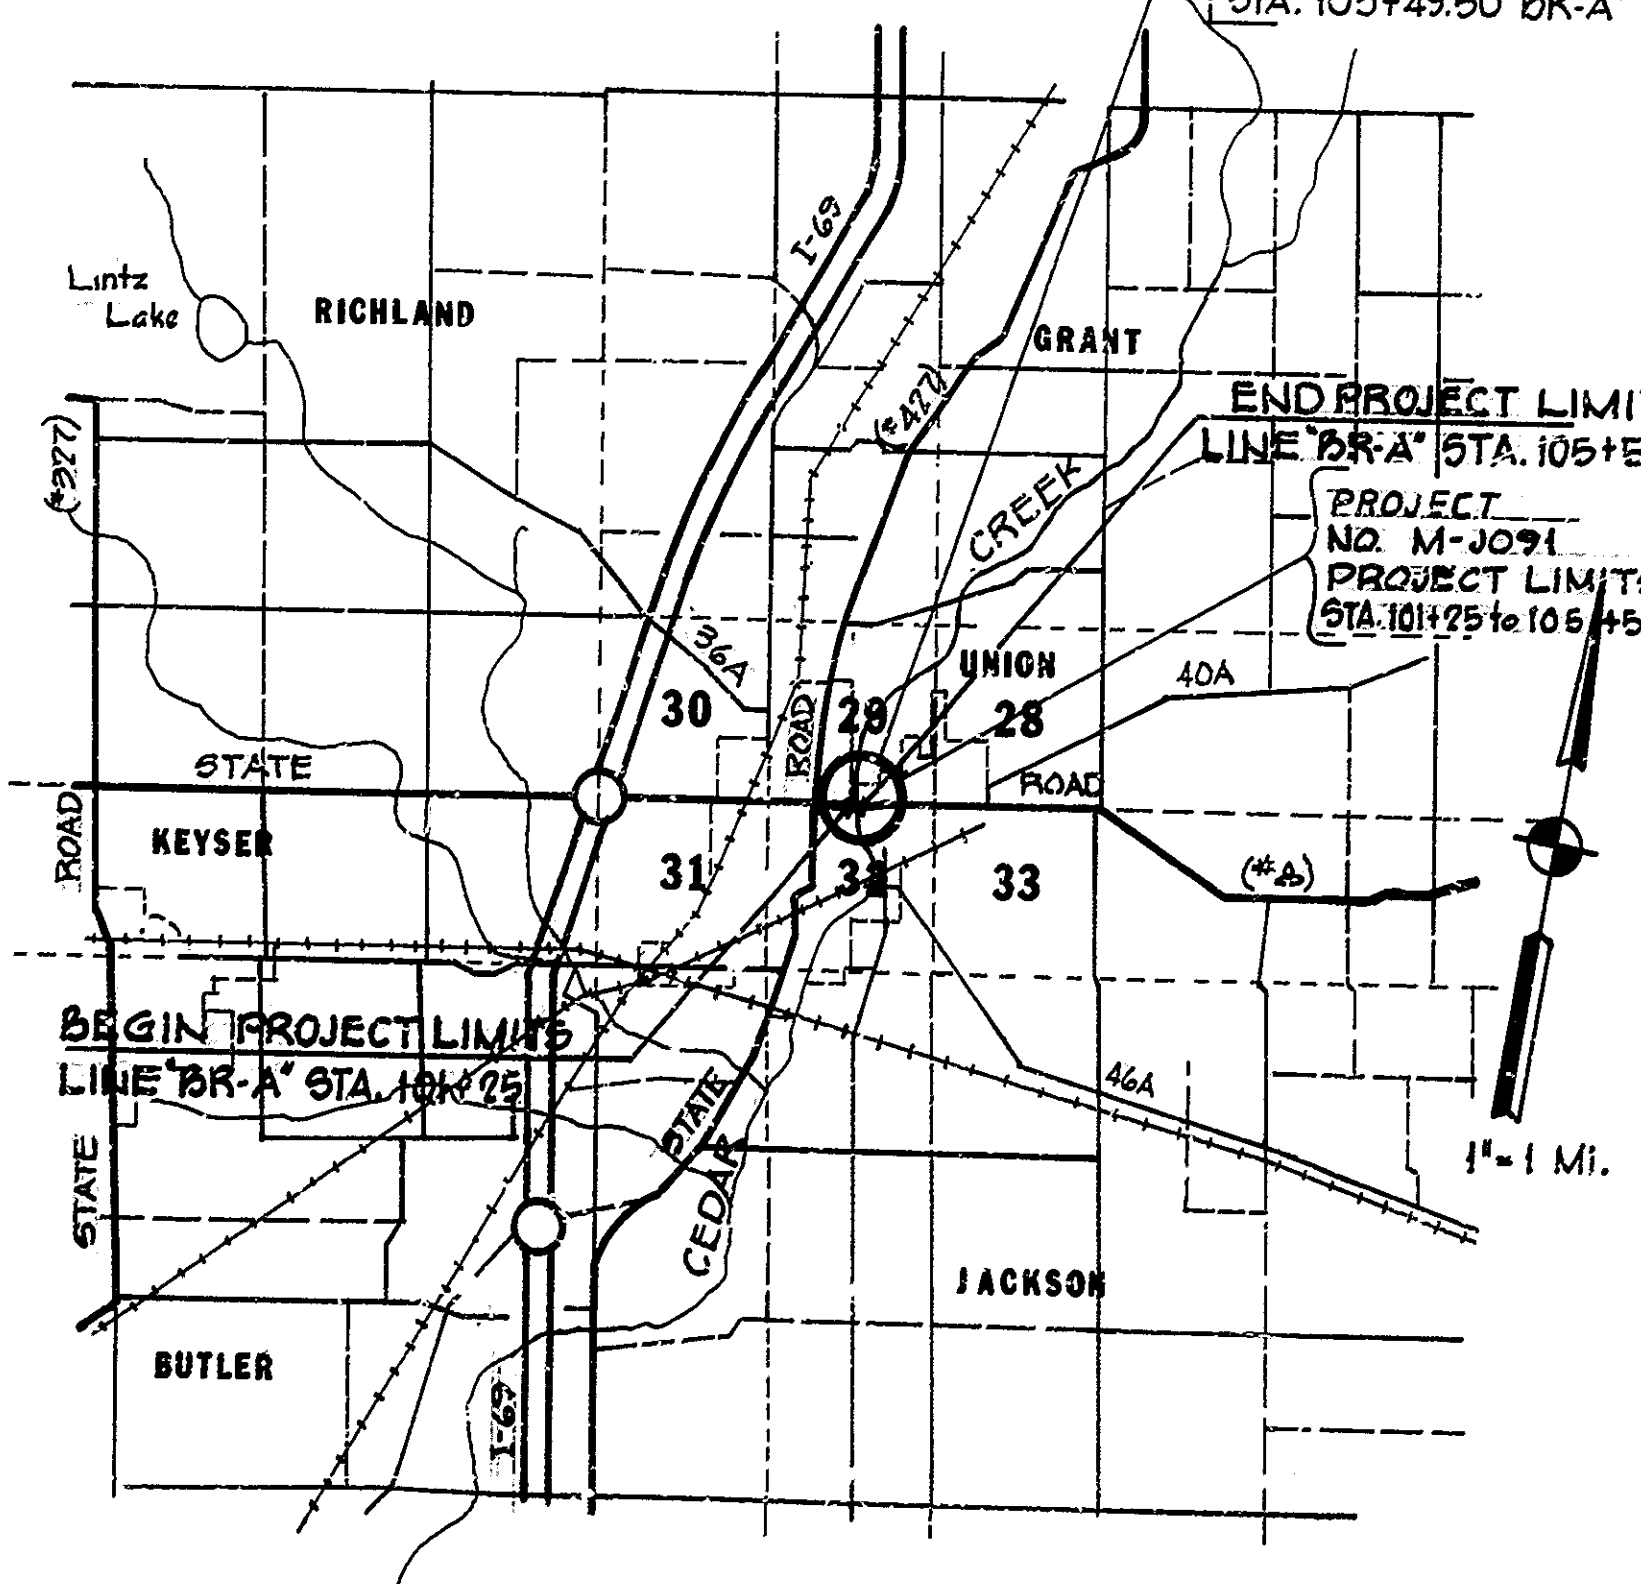 STA. 105+49.50 BR-A
I-69
Lintz
Lake
RICHLAND
GRANT
(#427)
END PROJECT LIMI
LINE "BR-A" STA. 105+5
(#327)
CREEK
PROJECT
NO. M-J091
PROJECT LIMITS
STA. 101+25 to 105+5
36A
UNION
40A
30
29
28
ROAD
STATE
ROAD
ROAD
KEYSER
31
32
33
(#8)
BEGIN PROJECT LIMITS
LINE "BR-A" STA. 101+25
STATE
46A
STATE
1"=1 Mi.
CEDAR
JACKSON
BUTLER
I-69